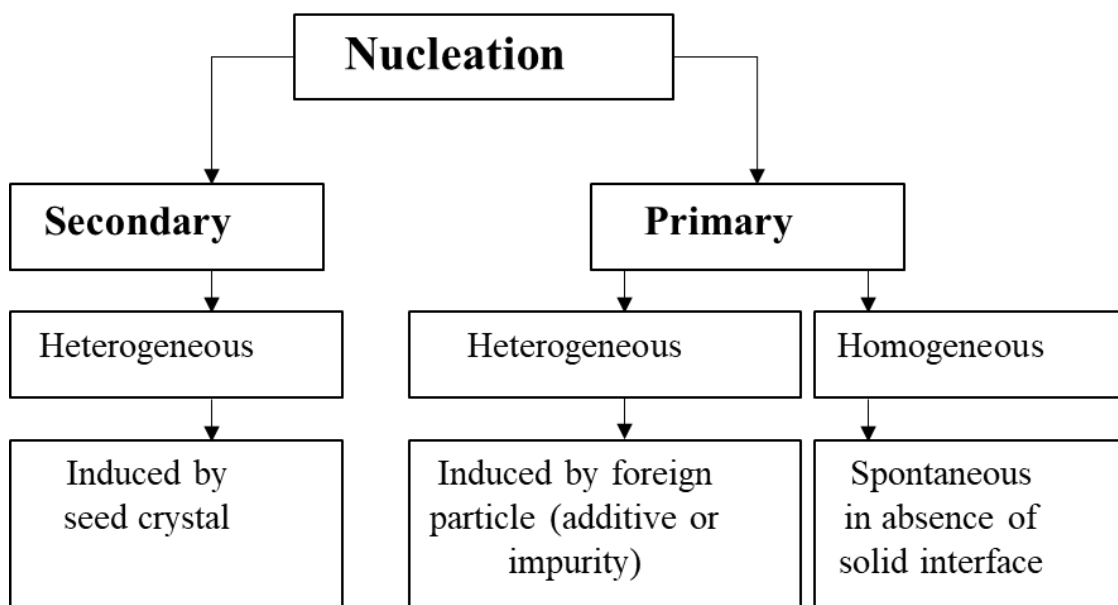 Nucleation
Secondary
Primary
Heterogeneous
Heterogeneous
Homogeneous
Induced by
seed crystal
Induced by foreign
particle (additive or
impurity)
Spontaneous
in absence of
solid interface